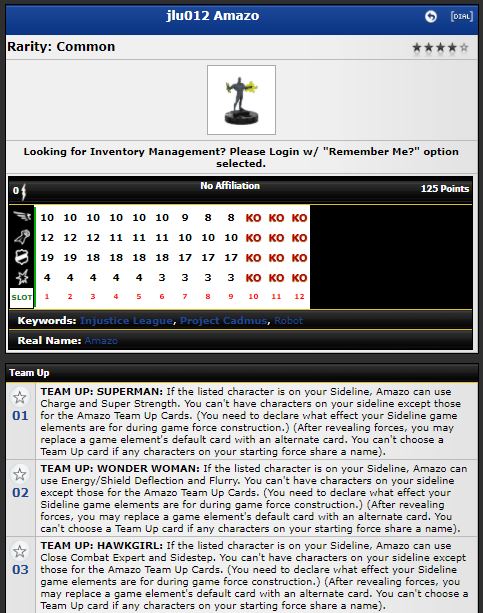 jlu012 Amazo
[DIAL]
Rarity: Common
Looking for Inventory Management? Please Login w/ "Remember Me?" option
selected.
0 No Affiliation 125 Points
10 10 10 10 10 10 9 8 8 KO KO KO
12 12 12 11 11 11 10 10 10 KO KO KO
19 19 18 18 18 18 17 17 17 KO KO KO
4 4 4 4 4 3 3 3 3 KO KO KO
SLOT 1 2 3 4 5 6 7 8 9 10 11 12
Keywords: Injustice League, Project Cadmus, Robot
Real Name: Amazo
Team Up
01
TEAM UP: SUPERMAN: If the listed character is on your Sideline, Amazo can use
Charge and Super Strength. You can't have characters on your sideline except those
for the Amazo Team Up Cards. (You need to declare what effect your Sideline game
elements are for during game force construction.) (After revealing forces, you may
replace a game element's default card with an alternate card. You can't choose a
Team Up card if any characters on your starting force share a name).
02
TEAM UP: WONDER WOMAN: If the listed character is on your Sideline, Amazo can
use Energy/Shield Deflection and Flurry. You can't have characters on your sideline
except those for the Amazo Team Up Cards. (You need to declare what effect your
Sideline game elements are for during game force construction.) (After revealing
forces, you may replace a game element's default card with an alternate card. You
can't choose a Team Up card if any characters on your starting force share a name).
03
TEAM UP: HAWKGIRL: If the listed character is on your Sideline, Amazo can use
Close Combat Expert and Sidestep. You can't have characters on your sideline except
those for the Amazo Team Up Cards. (You need to declare what effect your Sideline
game elements are for during game force construction.) (After revealing forces, you
may replace a game element's default card with an alternate card. You can't choose a
Team Up card if any characters on your starting force share a name).